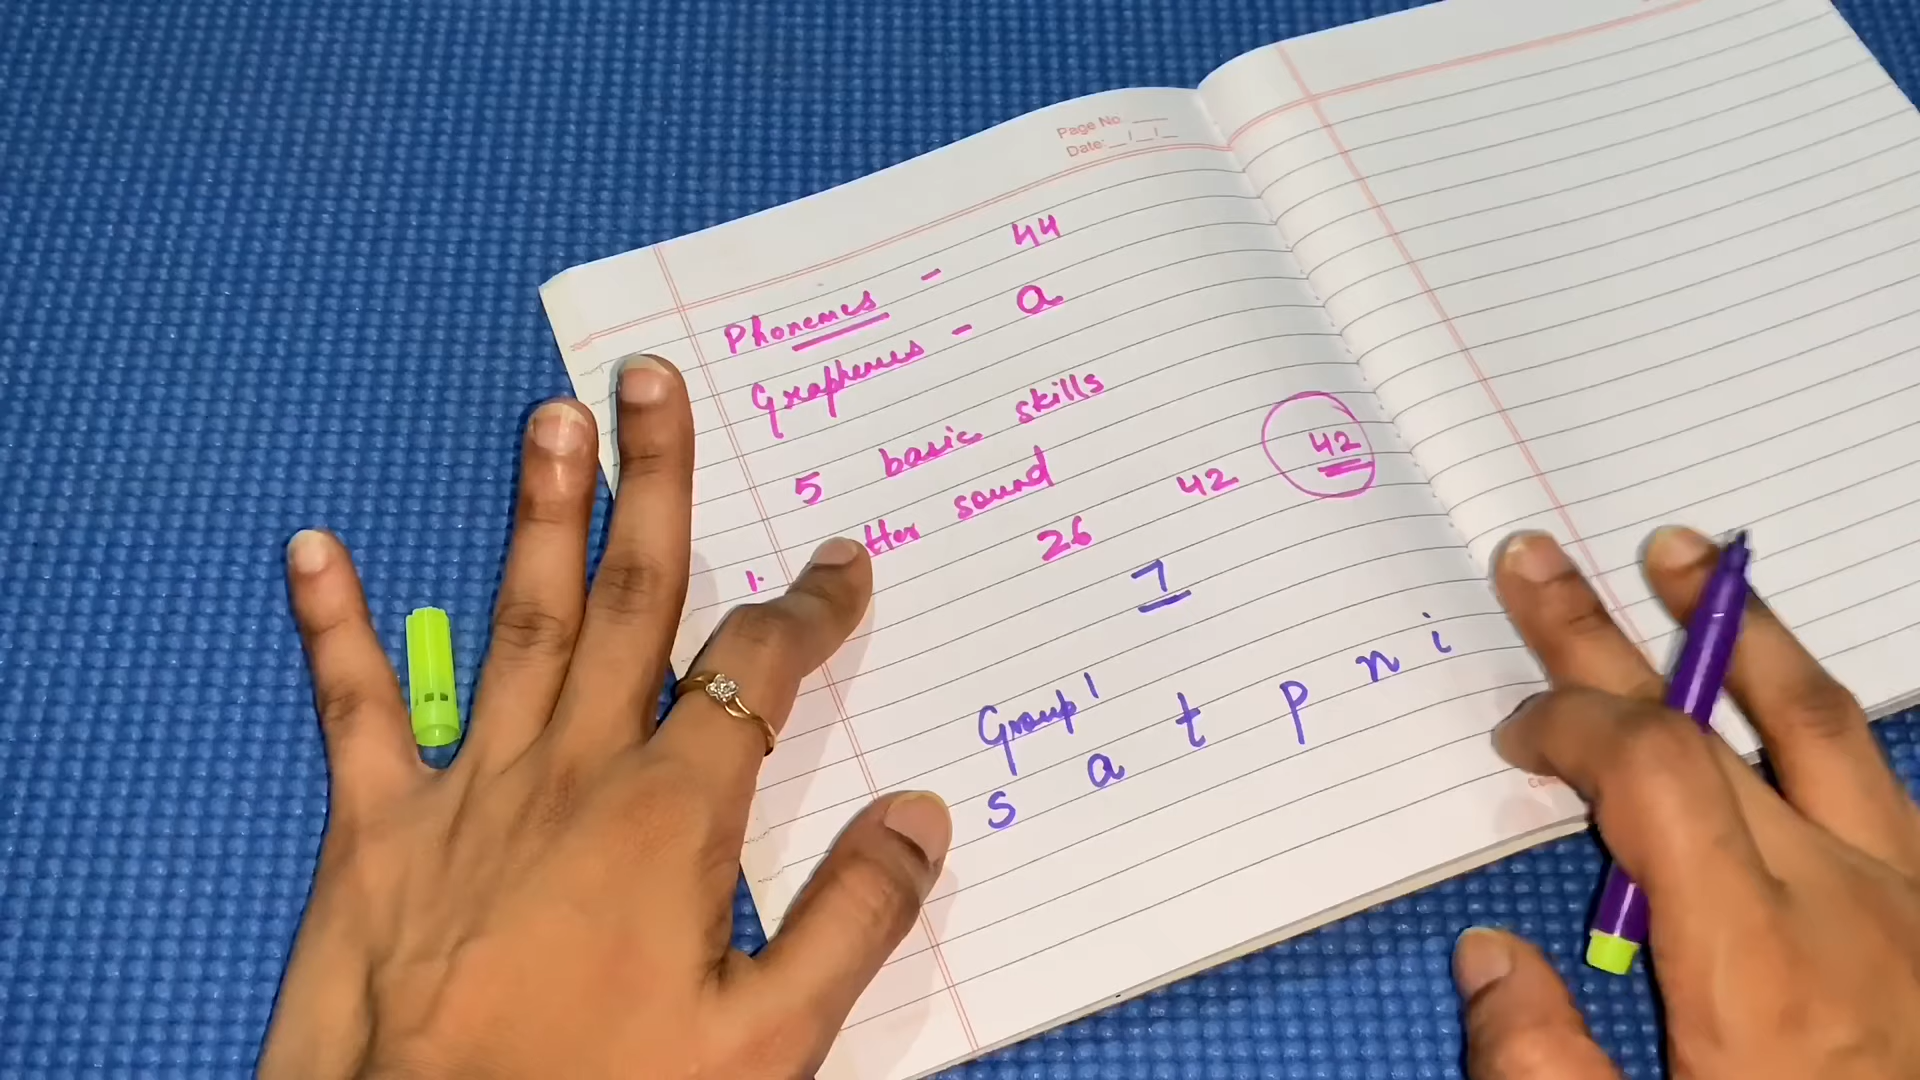 Page No.
Date: / /
Phonemes - 44
Graphemes - a
5 basic skills
1. tter sound
26 42 42
7
Group 1
s a t p n i